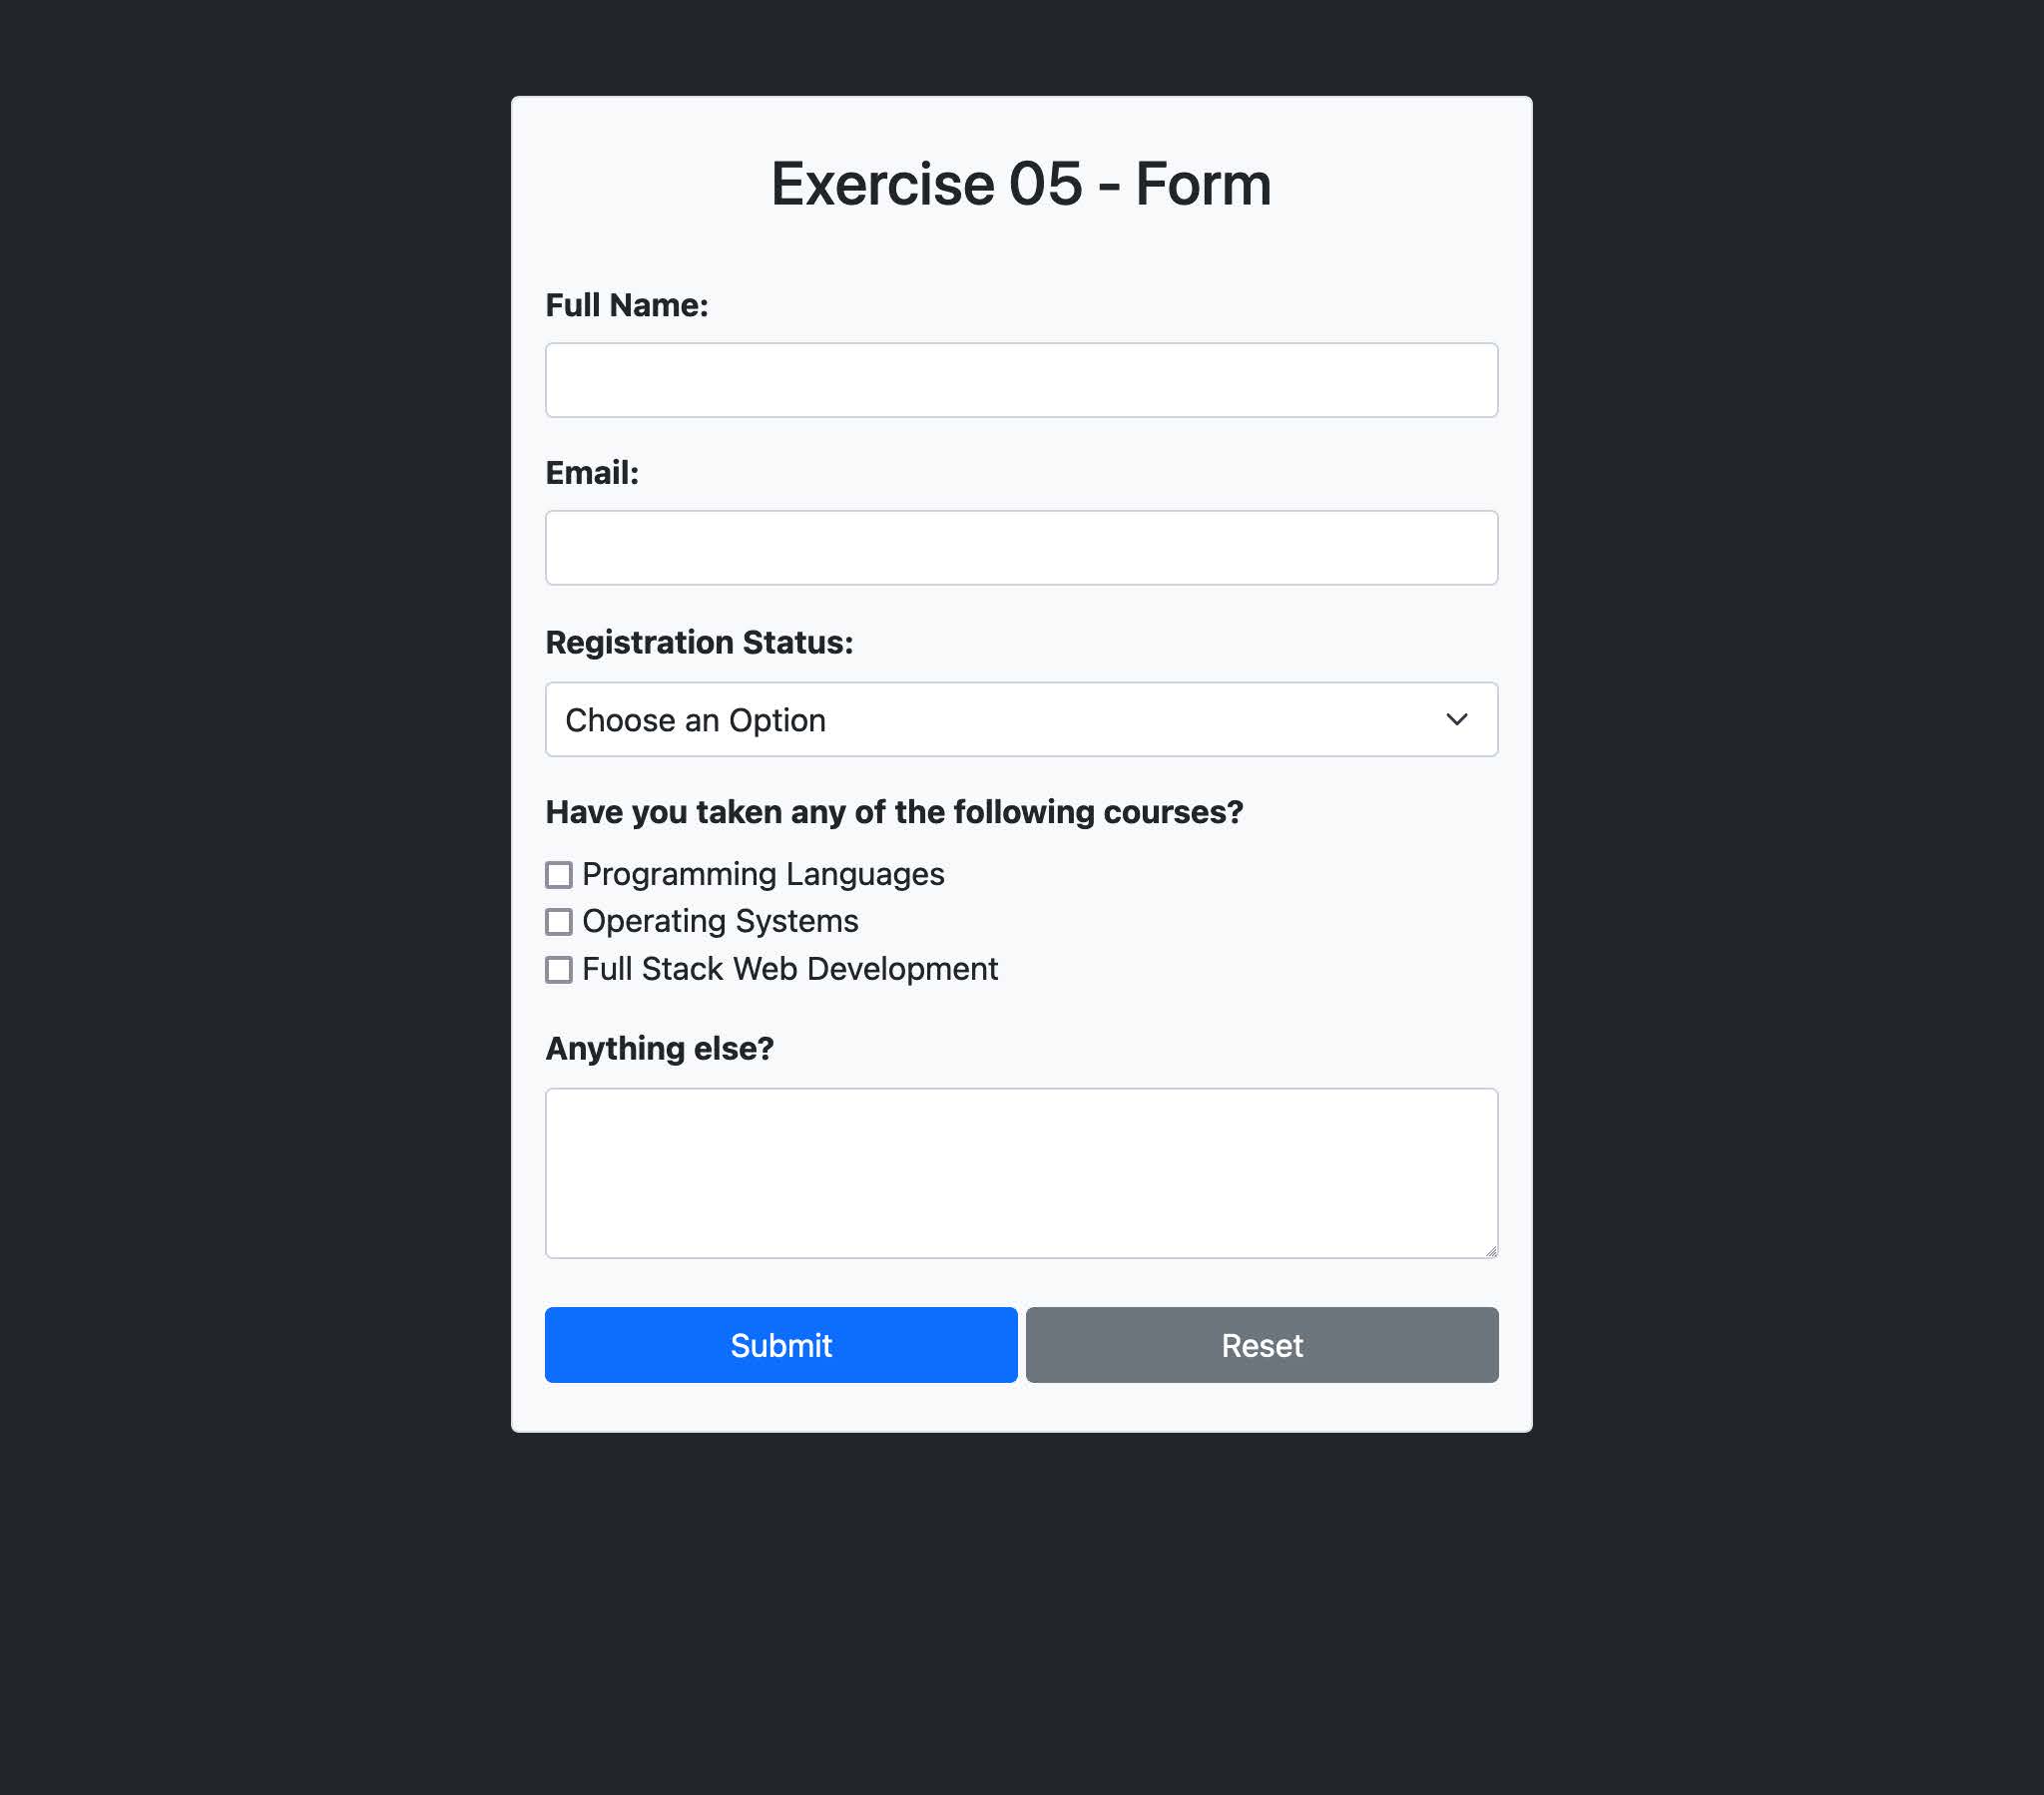 Exercise 05 - Form
Full Name:
Email:
Registration Status:
Choose an Option
Have you taken any of the following courses?
Programming Languages
Operating Systems
Full Stack Web Development
Anything else?
Submit
Reset